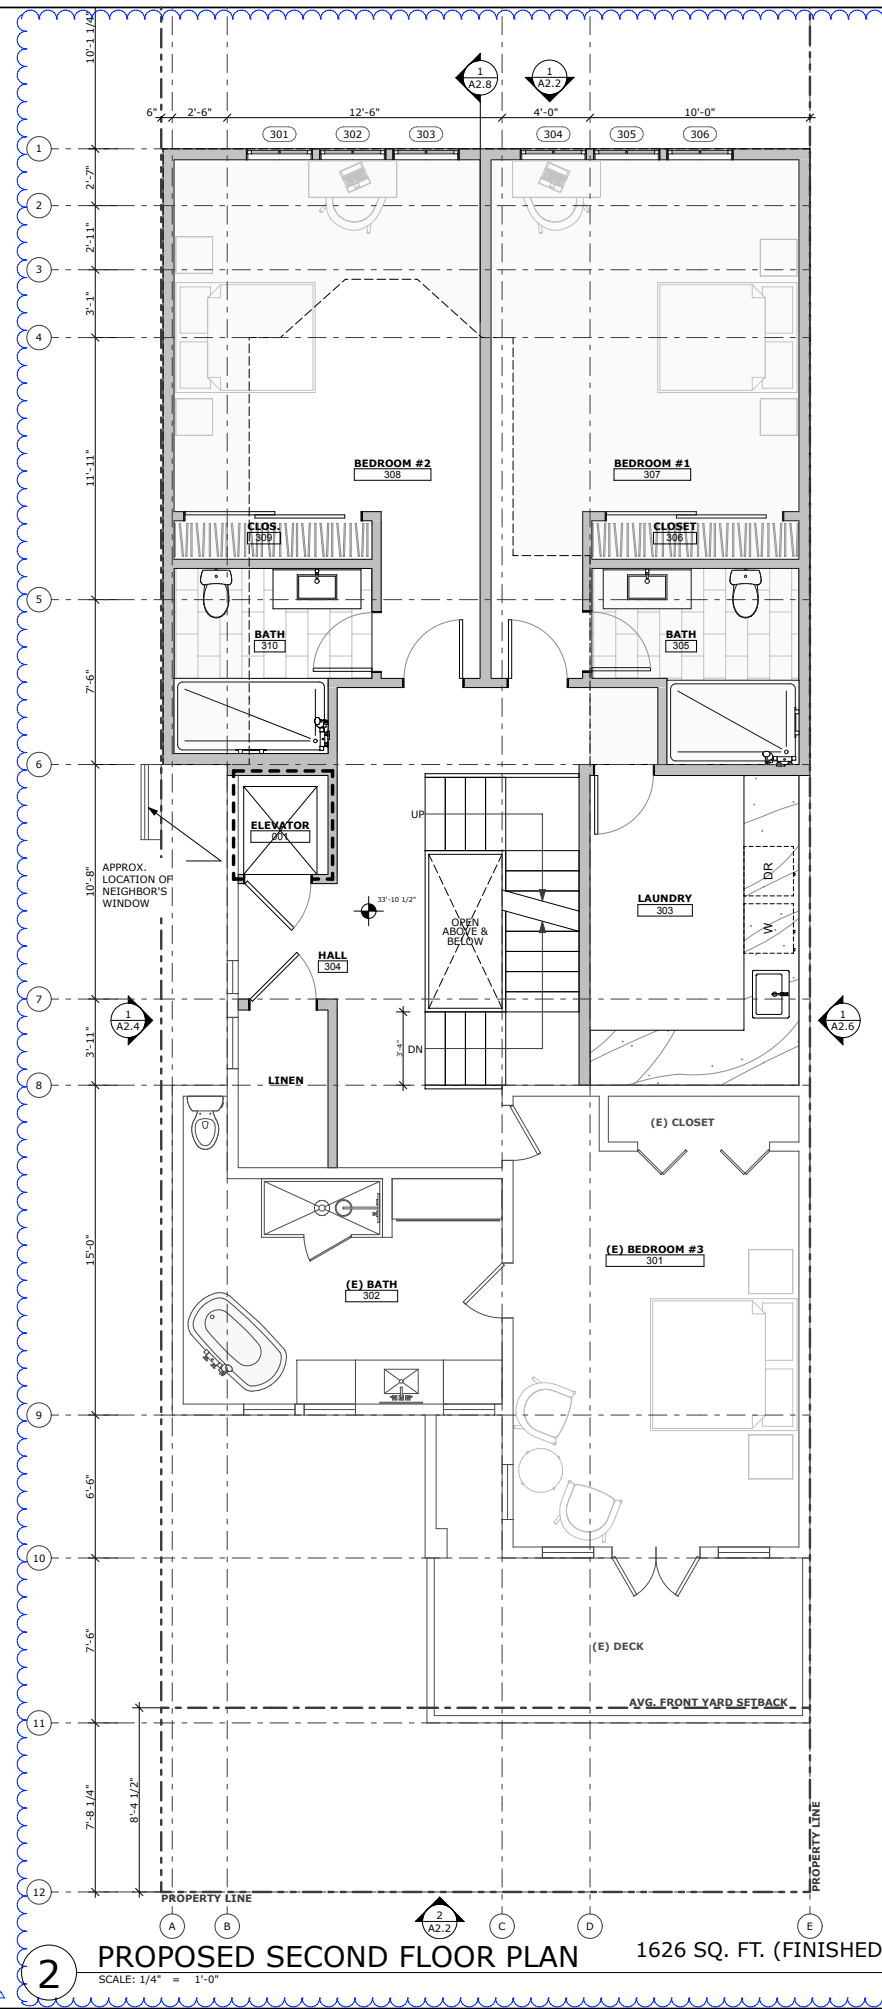 10'-1 1/4"
1
A2.8
1
A2.2
6"
2'-6"
12'-6"
4'-0"
10'-0"
301
302
303
304
305
306
1
2'-7"
2
2'-11"
3
3'-1"
4
11'-11"
BEDROOM #2
308
BEDROOM #1
307
CLOS.
309
CLOSET
306
5
BATH
310
BATH
305
7'-6"
6
UP
ELEVATOR
001
APPROX.
LOCATION OF
NEIGHBOR'S
WINDOW
10'-8"
DR
33'-10 1/2"
LAUNDRY
303
OPEN
ABOVE &
BELOW
W
HALL
304
7
1
A2.4
1
A2.6
3'-11"
3'-4"
DN
8
LINEN
(E) CLOSET
15'-0"
(E) BEDROOM #3
301
(E) BATH
302
9
6'-6"
10
7'-6"
(E) DECK
AVG. FRONT YARD SETBACK
11
7'-8 1/4"
8'-4 1/2"
PROPERTY LINE
12
PROPERTY LINE
A
B
2
A2.2
C
D
E
2
PROPOSED SECOND FLOOR PLAN
1626 SQ. FT. (FINISHED
SCALE: 1/4" = 1'-0"